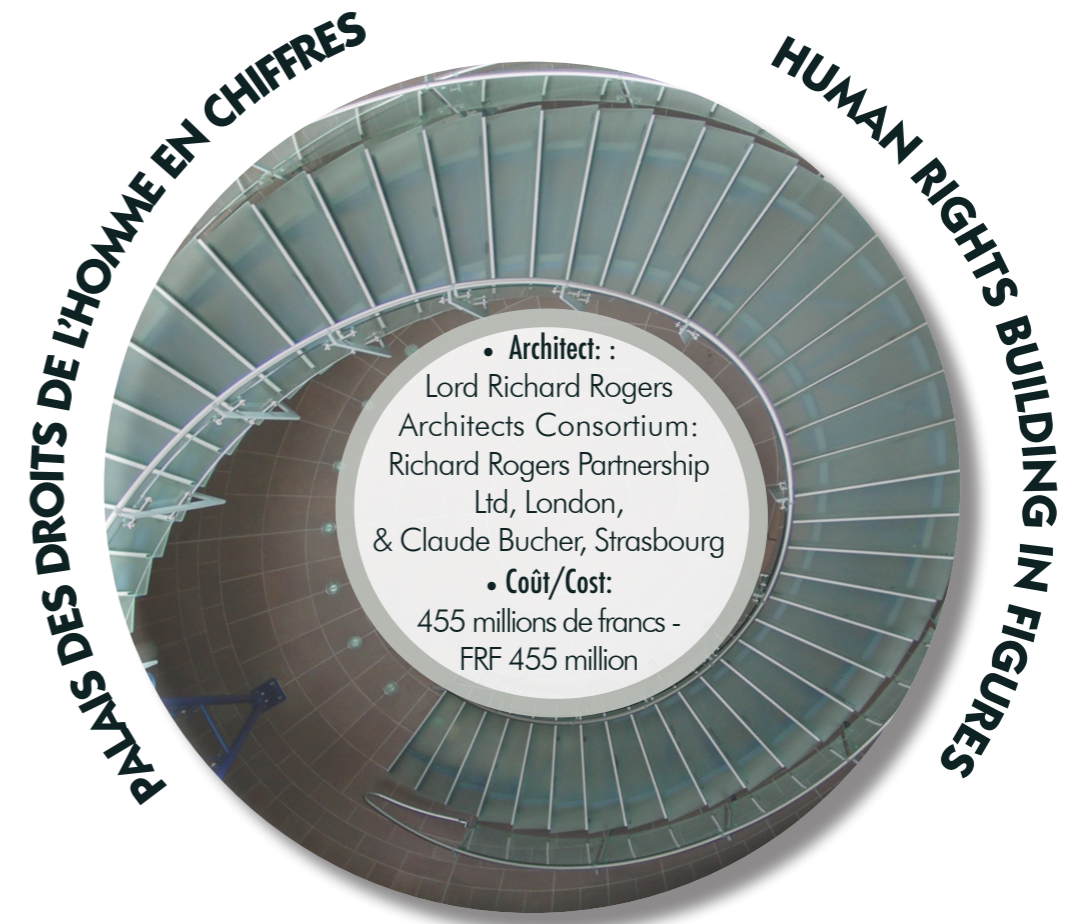 PALAIS DES DROITS DE L'HOMME EN CHIFFRES
HUMAN RIGHTS BUILDING IN FIGURES
• Architect: :
Lord Richard Rogers
Architects Consortium:
Richard Rogers Partnership
Ltd, London,
& Claude Bucher, Strasbourg
• Coût/Cost:
455 millions de francs -
FRF 455 million